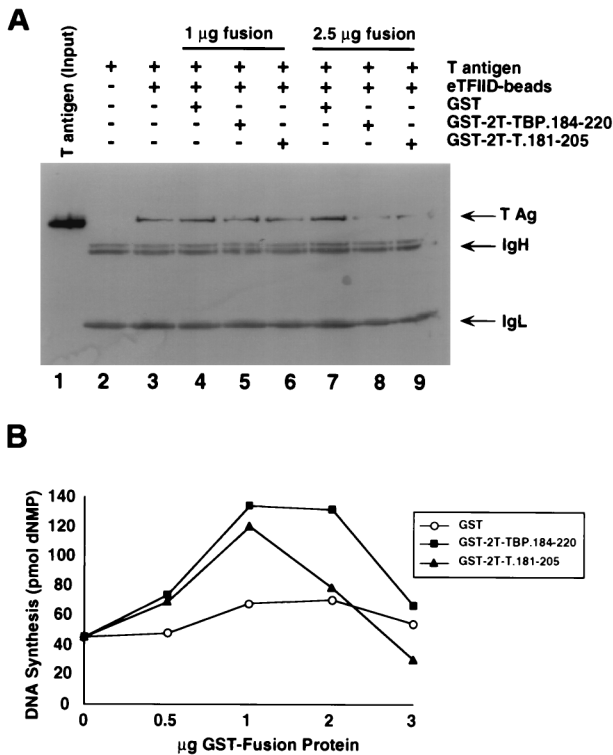 A
1 µg fusion 2.5 µg fusion
T antigen (Input)
+ + + + + + + + T antigen
- + + + + + + + eTFIID-beads
- - + - - + - - GST
- - - + - - + - GST-2T-TBP.184-220
- - - - + - - + GST-2T-T.181-205
T Ag
IgH
IgL
1 2 3 4 5 6 7 8 9
B
DNA Synthesis (pmol dNMP)
140
120
100
80
60
40
20
0
0 0.5 1 2 3
µg GST-Fusion Protein
GST
GST-2T-TBP.184-220
GST-2T-T.181-205